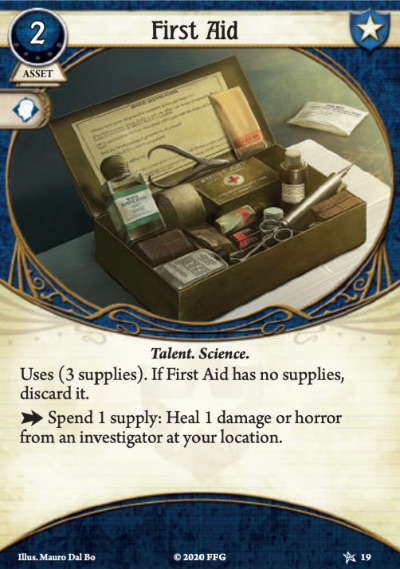 2
First Aid
ASSET
Talent. Science.
Uses (3 supplies). If First Aid has no supplies,
discard it.
Spend 1 supply: Heal 1 damage or horror
from an investigator at your location.
Illus. Mauro Dal Bo
© 2020 FFG
19